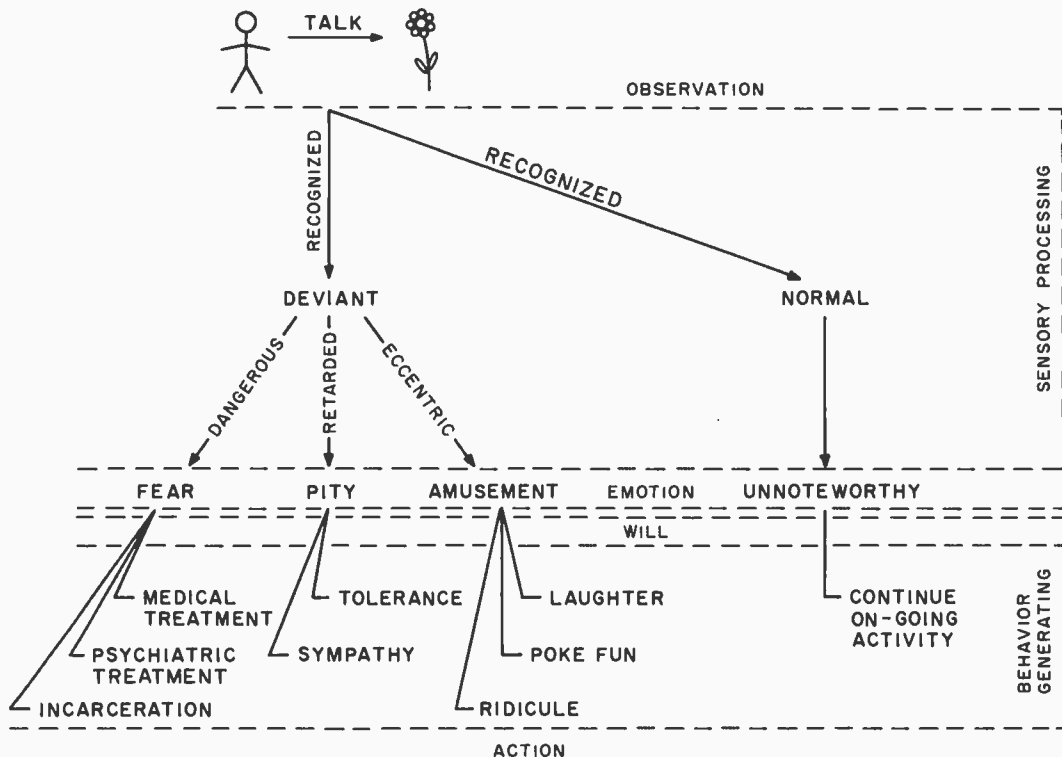 TALK
OBSERVATION
RECOGNIZED
RECOGNIZED
SENSORY PROCESSING
DEVIANT
NORMAL
DANGEROUS
RETARDED
ECCENTRIC
FEAR
PITY
AMUSEMENT
EMOTION
UNNOTEWORTHY
WILL
MEDICAL
TREATMENT
TOLERANCE
LAUGHTER
CONTINUE
ON-GOING
ACTIVITY
BEHAVIOR
GENERATING
PSYCHIATRIC
TREATMENT
SYMPATHY
POKE FUN
INCARCERATION
RIDICULE
ACTION